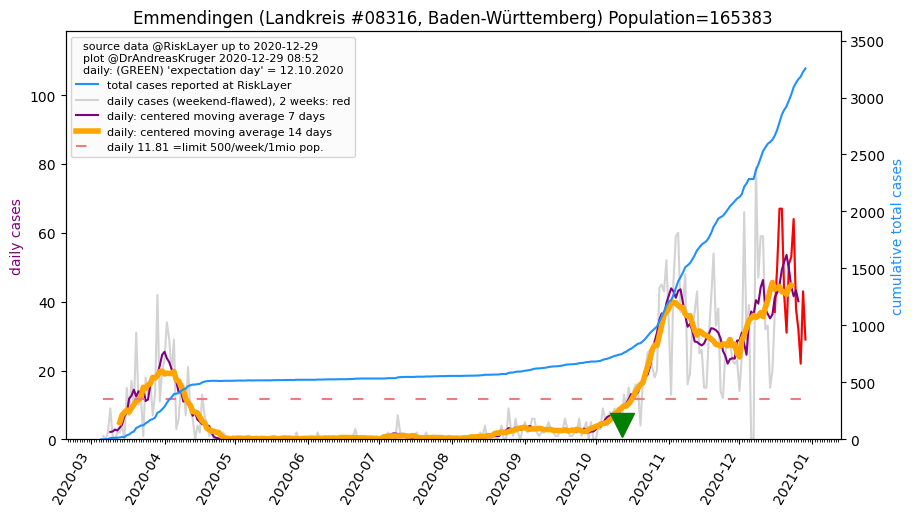 Emmendingen (Landkreis #08316, Baden-Württemberg) Population=165383
source data @RiskLayer up to 2020-12-29
plot @DrAndreasKruger 2020-12-29 08:52
daily: (GREEN) 'expectation day' = 12.10.2020
total cases reported at RiskLayer
daily cases (weekend-flawed), 2 weeks: red
daily: centered moving average 7 days
daily: centered moving average 14 days
daily 11.81 =limit 500/week/1mio pop.
daily cases
100
80
60
40
20
0
3500
3000
2500
2000
1500
1000
500
0
cumulative total cases
2020-03
2020-04
2020-05
2020-06
2020-07
2020-08
2020-09
2020-10
2020-11
2020-12
2021-01